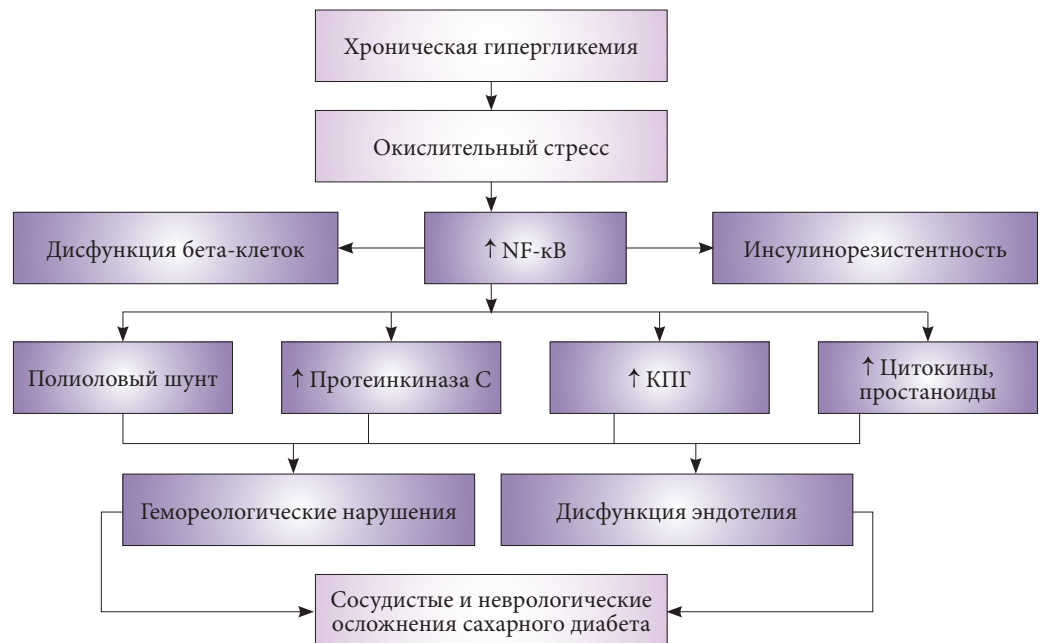 Хроническая гипергликемия
Окислительный стресс
Дисфункция бета-клеток
↑ NF-κB
Инсулинорезистентность
Полиоловый шунт
↑ Протеинкиназа С
↑ КПГ
↑ Цитокины,
простаноиды
Гемореологические нарушения
Дисфункция эндотелия
Сосудистые и неврологические
осложнения сахарного диабета